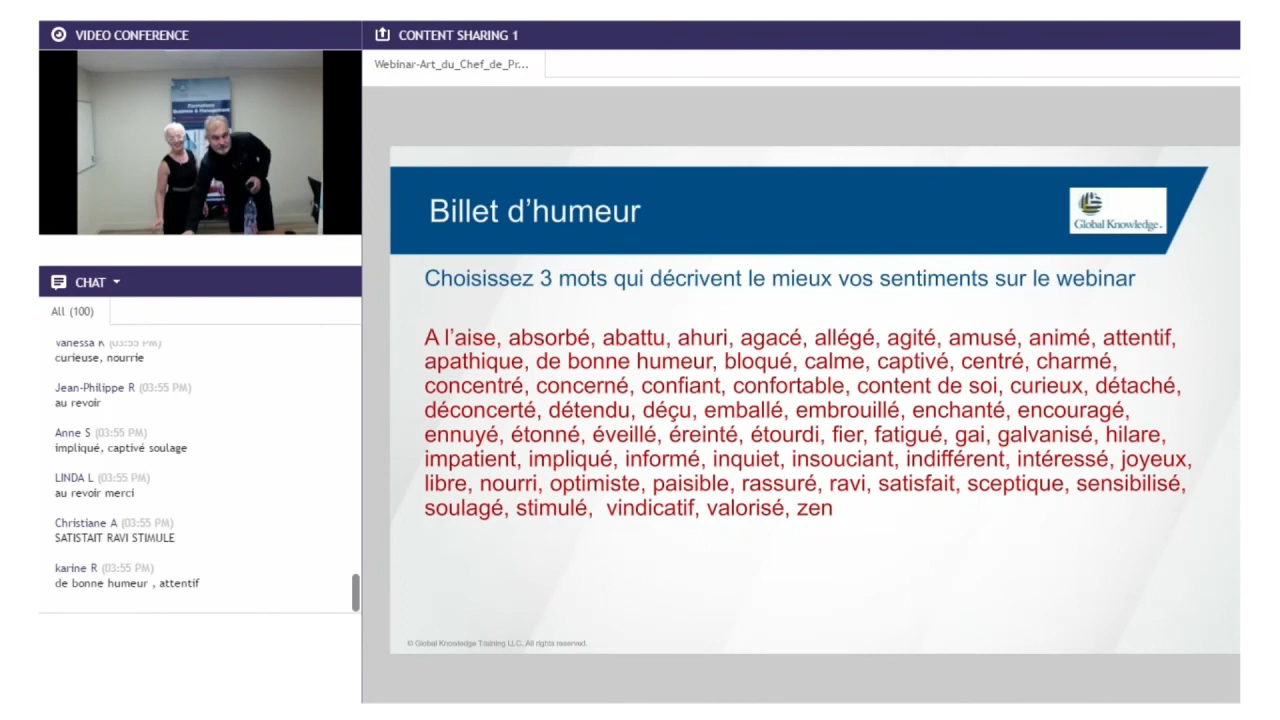 VIDEO CONFERENCE
CONTENT SHARING 1
Webinar-Art_du_Chef_de_Pr...
Formations
Business & Management
Billet d’humeur
Global Knowledge.
Choisissez 3 mots qui décrivent le mieux vos sentiments sur le webinar
A l’aise, absorbé, abattu, ahuri, agacé, allégé, agité, amusé, animé, attentif,
apathique, de bonne humeur, bloqué, calme, captivé, centré, charmé,
concentré, concerné, confiant, confortable, content de soi, curieux, détaché,
déconcerté, détendu, déçu, emballé, embrouillé, enchanté, encouragé,
ennuyé, étonné, éveillé, éreinté, étourdi, fier, fatigué, gai, galvanisé, hilare,
impatient, impliqué, informé, inquiet, insouciant, indifférent, intéressé, joyeux,
libre, nourri, optimiste, paisible, rassuré, ravi, satisfait, sceptique, sensibilisé,
soulagé, stimulé, vindicatif, valorisé, zen
© Global Knowledge Training LLC. All rights reserved.
CHAT
All (100)
vanessa K (03:55 PM)
curieuse, nourrie
Jean-Philippe R (03:55 PM)
au revoir
Anne S (03:55 PM)
impliqué, captivé soulage
LINDA L (03:55 PM)
au revoir merci
Christiane A (03:55 PM)
SATISTAIT RAVI STIMULE
karine R (03:55 PM)
de bonne humeur , attentif